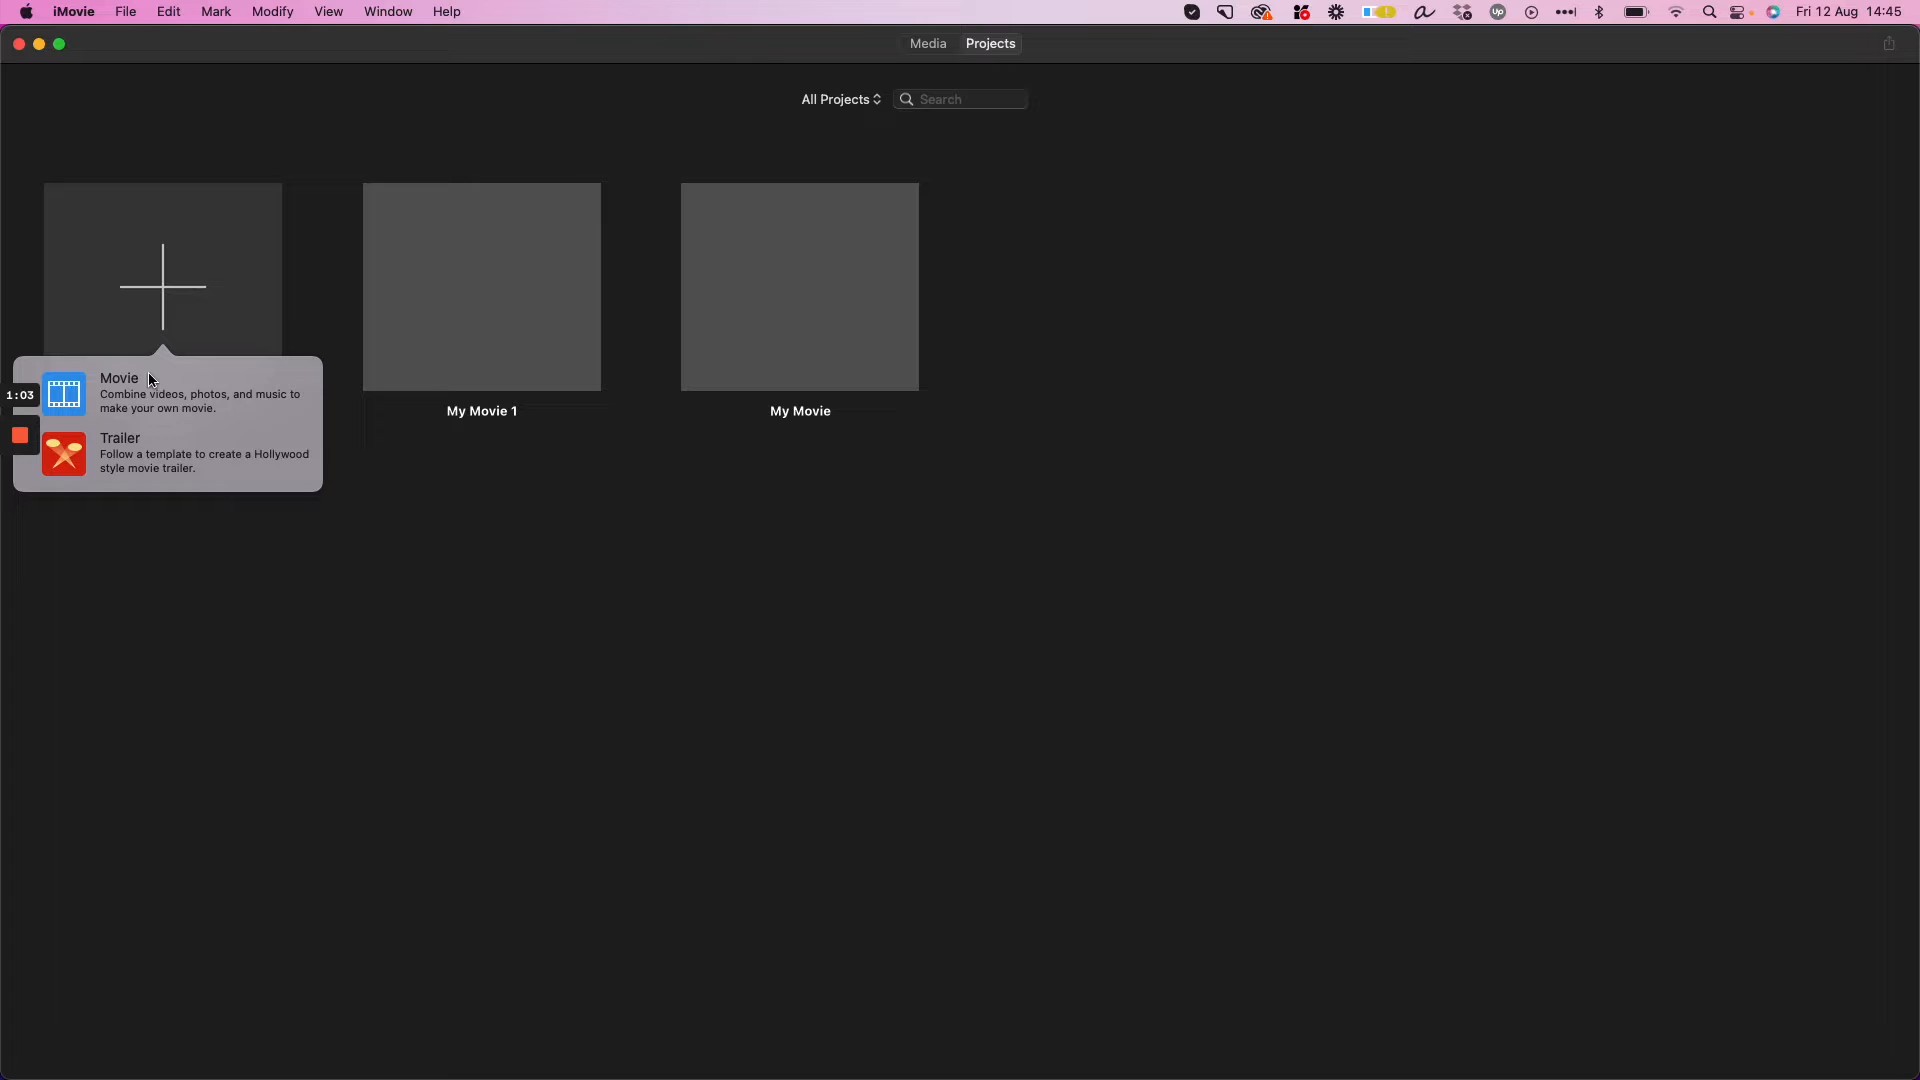 iMovie File Edit Mark Modify View Window Help Up Fri 12 Aug 14:45
Media Projects
All Projects Search
Movie
Combine videos, photos, and music to
make your own movie.
1:03
Trailer
Follow a template to create a Hollywood
style movie trailer.
My Movie 1
My Movie